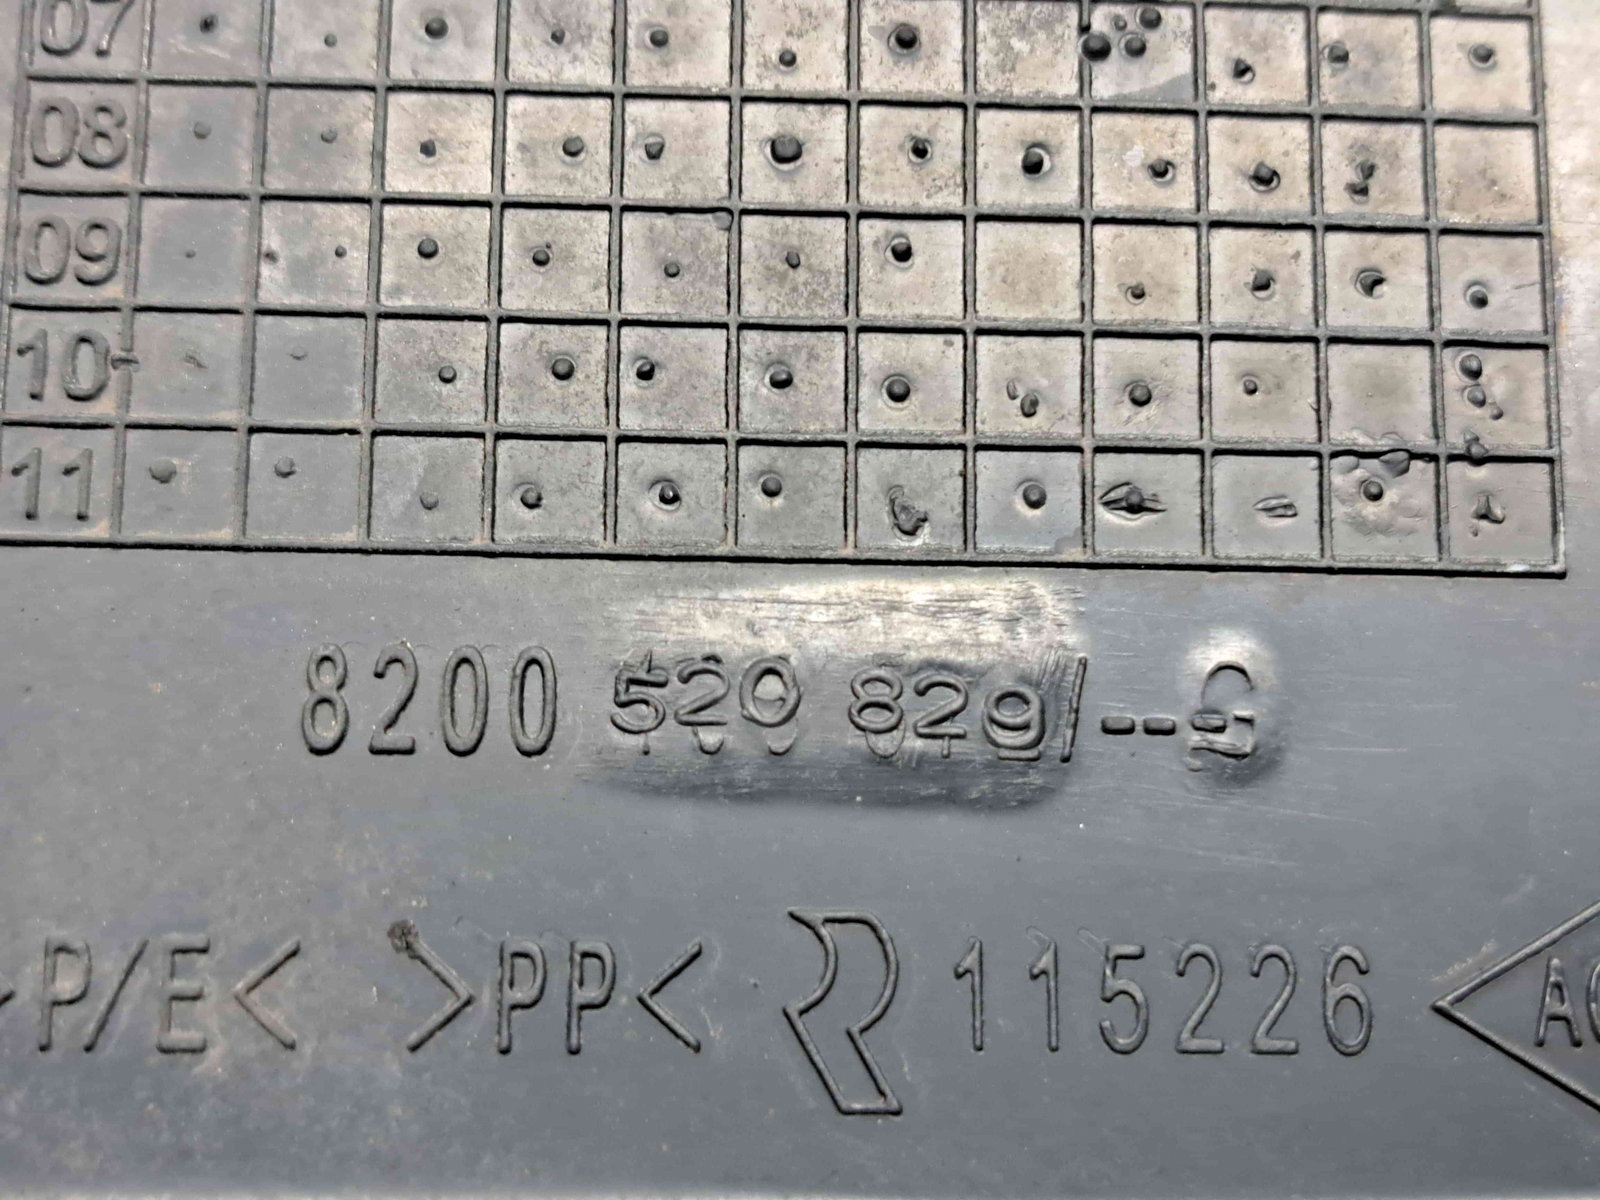 07
08
09
10-
11
8200 520 829/---C
P/E< >PP< R 115226